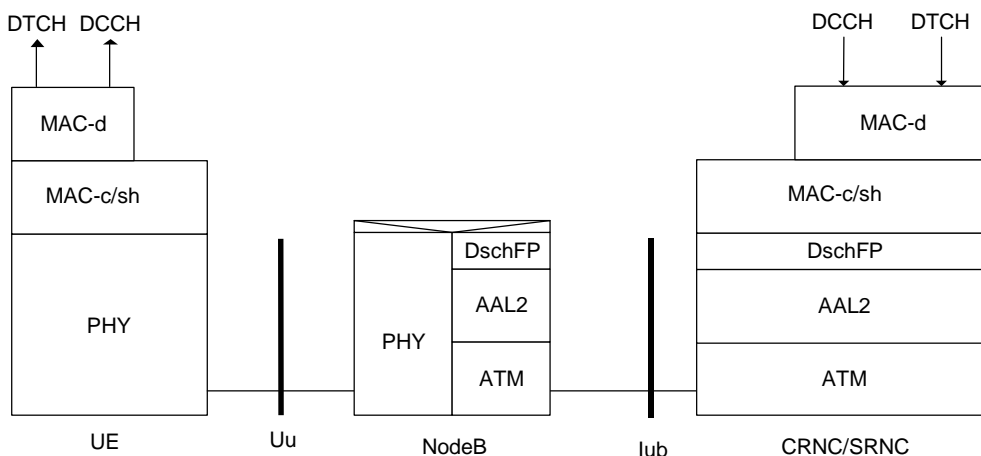 DTCH DCCH
DCCH DTCH
MAC-d
MAC-d
MAC-c/sh
MAC-c/sh
DschFP
DschFP
PHY
AAL2
AAL2
PHY
ATM
ATM
UE
Uu
NodeB
Iub
CRNC/SRNC